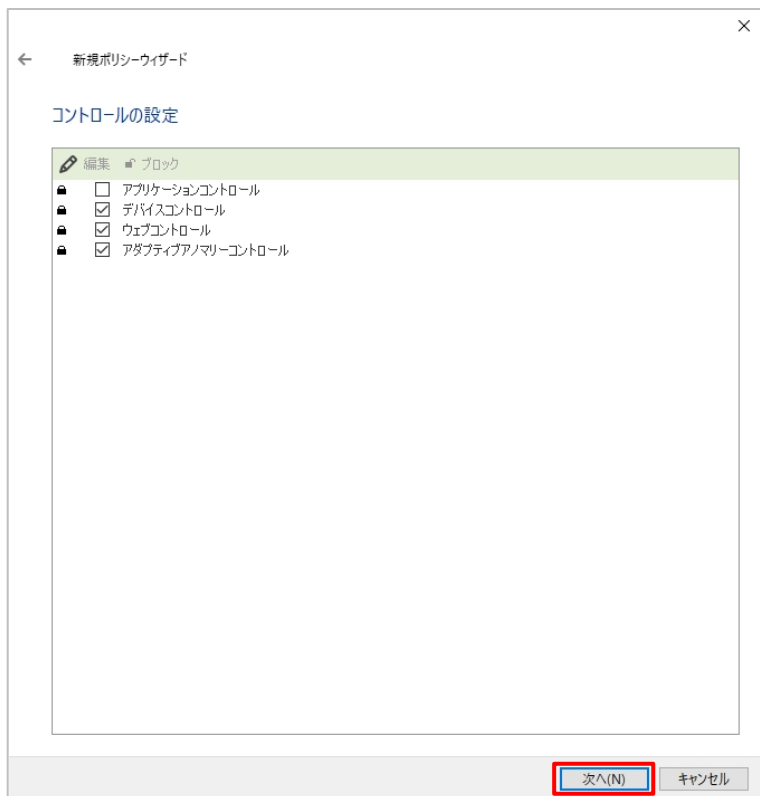 新規ポリシーウィザード
コントロールの設定
編集 ブロック
アプリケーションコントロール
デバイスコントロール
ウェブコントロール
アダプティブアノマリーコントロール
次へ(N) キャンセル